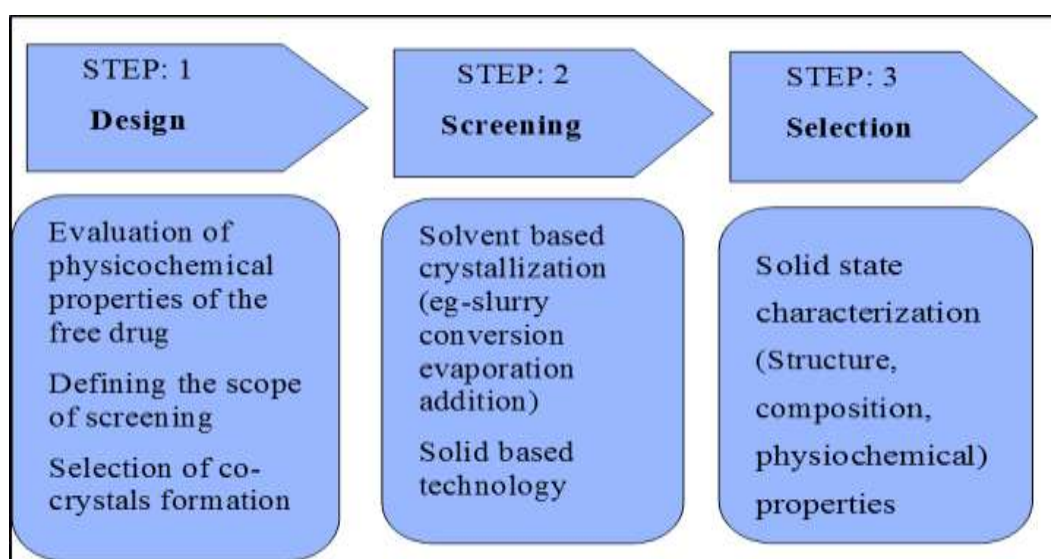 STEP: 1
Design
Evaluation of
physicochemical
properties of the
free drug
Defining the scope
of screening
Selection of co-
crystals formation
STEP: 2
Screening
Solvent based
crystallization
(eg-slurry
conversion
evaporation
addition)
Solid based
technology
STEP: 3
Selection
Solid state
characterization
(Structure,
composition,
physiochemical)
properties